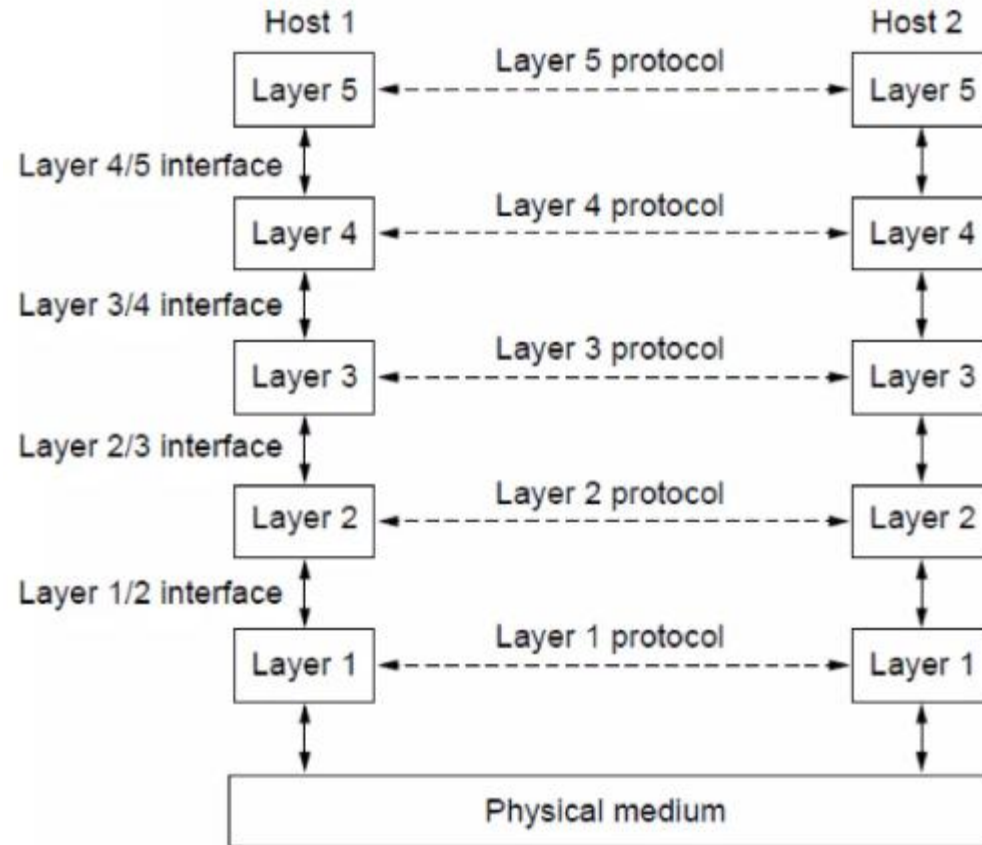 Host 1
Host 2
Layer 5
Layer 5 protocol
Layer 5
Layer 4/5 interface
Layer 4
Layer 4 protocol
Layer 4
Layer 3/4 interface
Layer 3
Layer 3 protocol
Layer 3
Layer 2/3 interface
Layer 2
Layer 2 protocol
Layer 2
Layer 1/2 interface
Layer 1
Layer 1 protocol
Layer 1
Physical medium